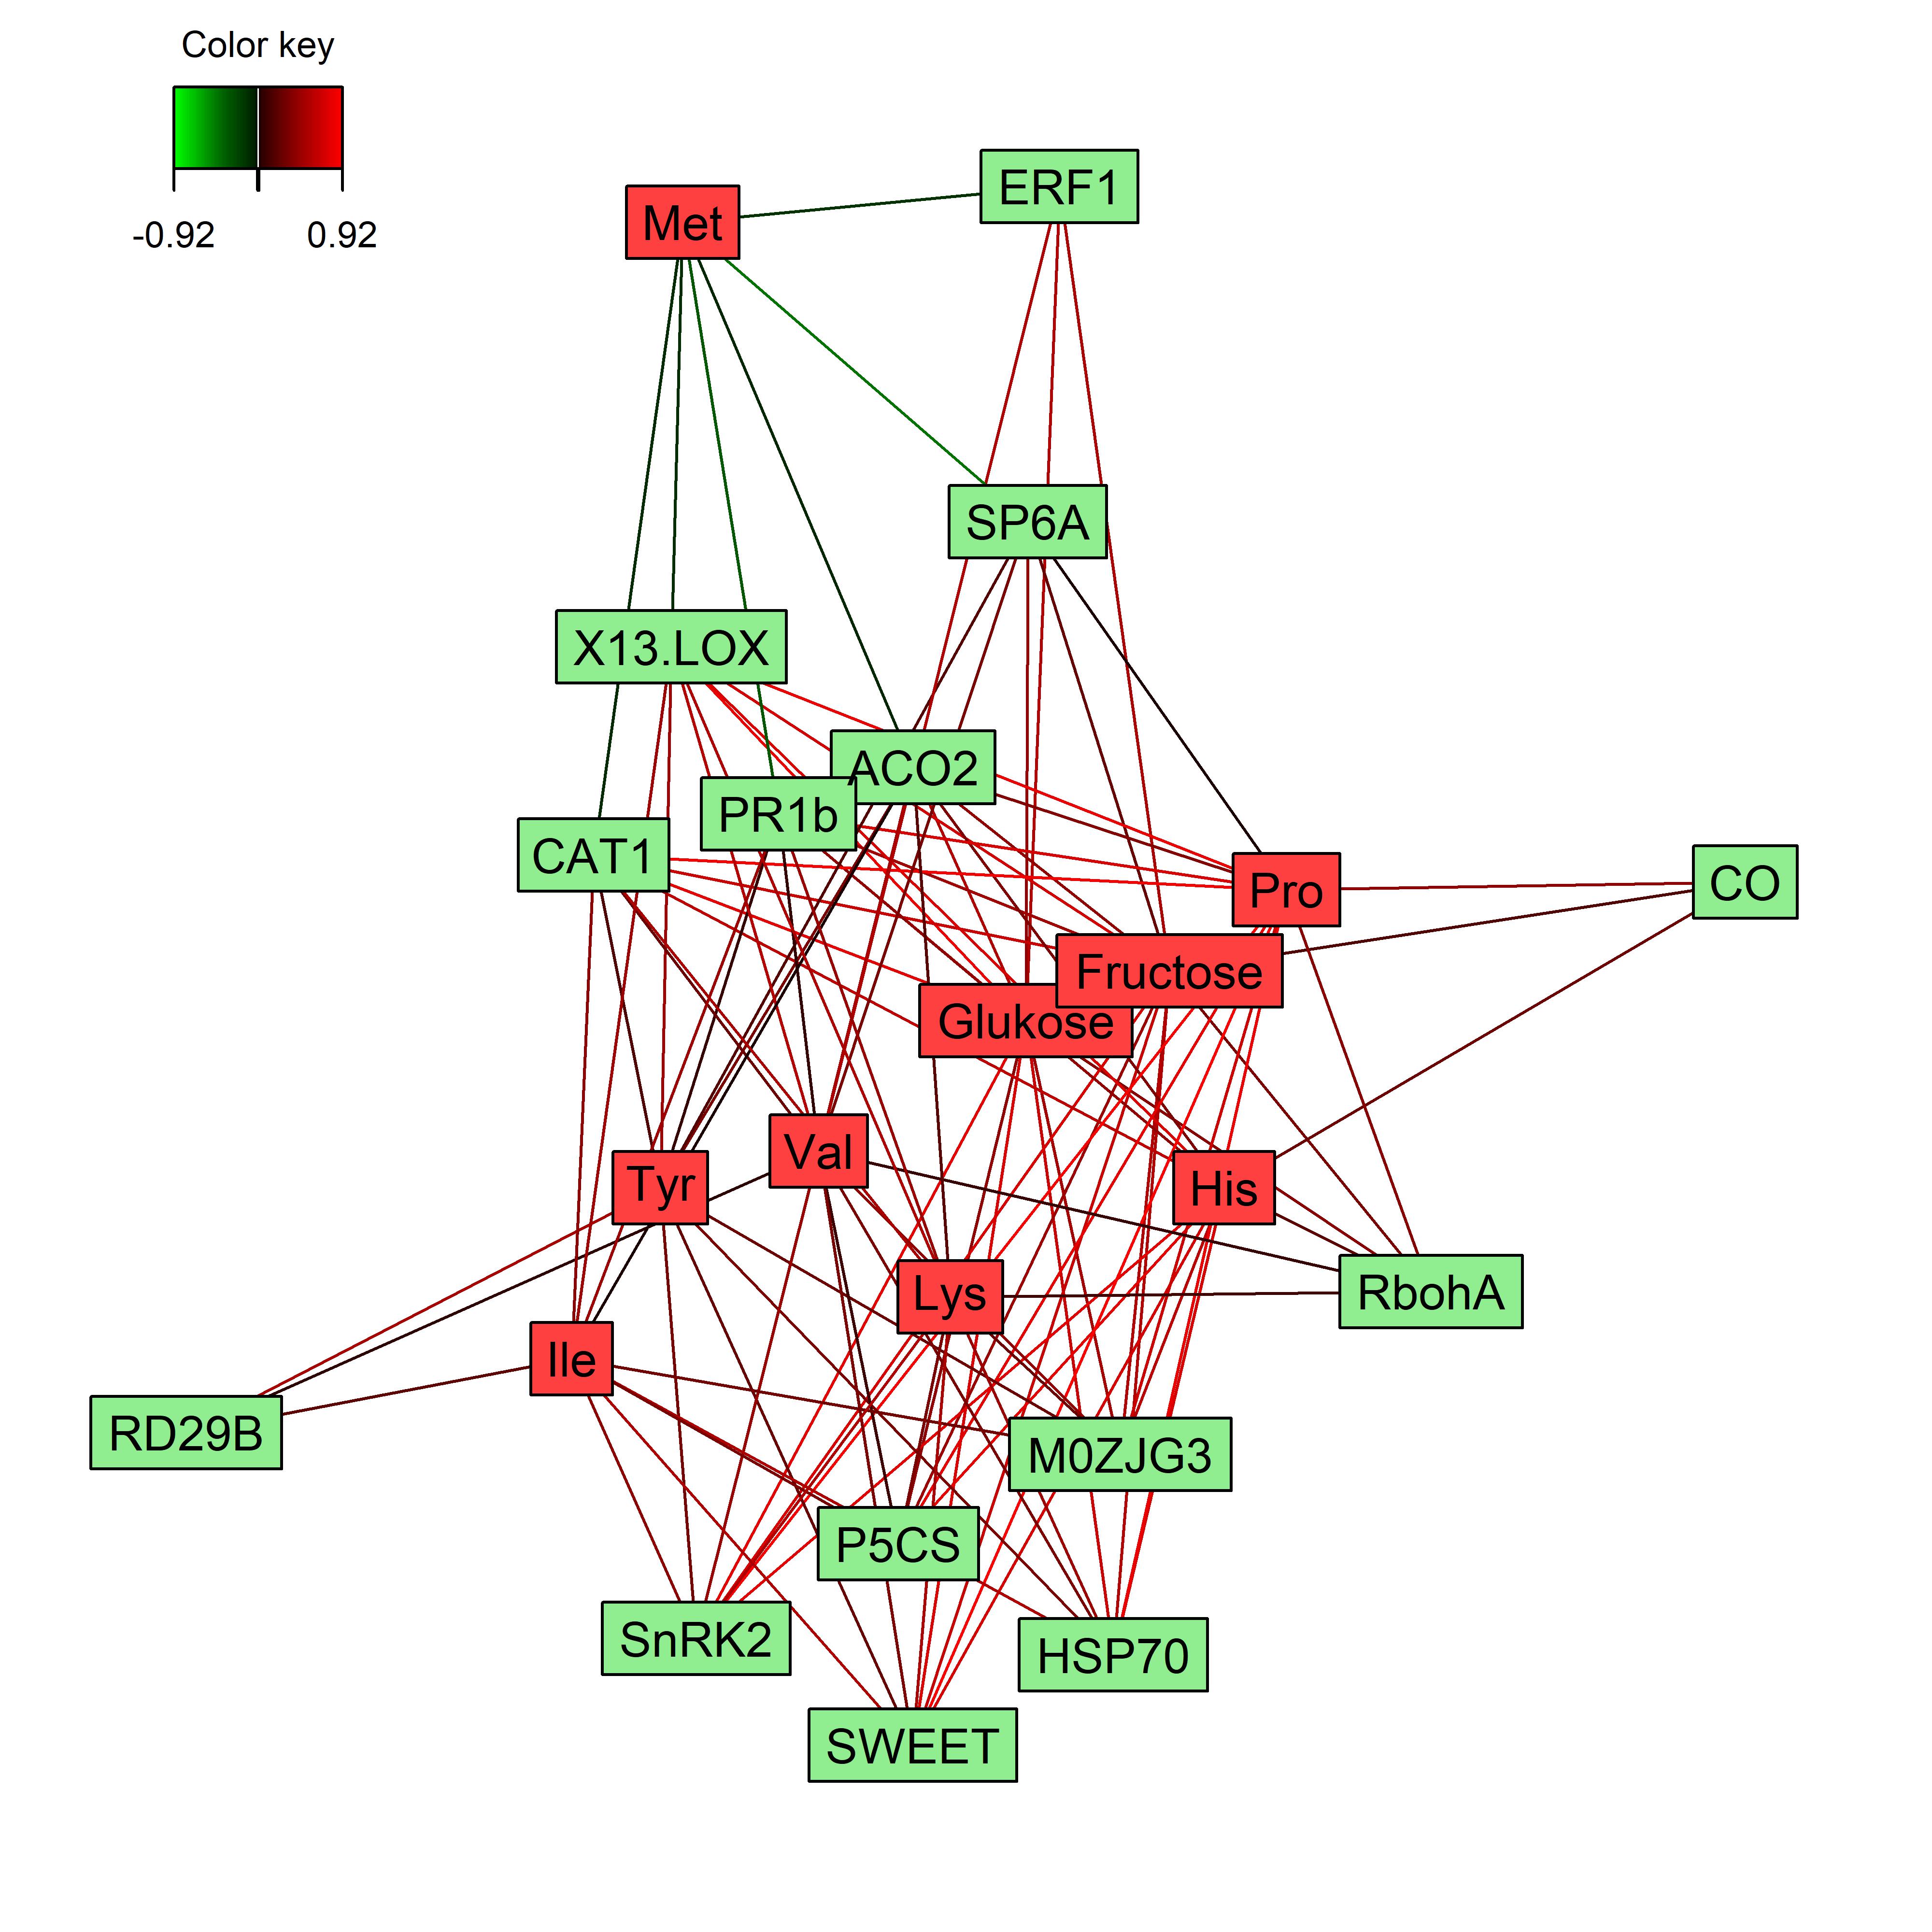 Color key
-0.92 0.92
ERF1
Met
SP6A
X13.LOX
ACO2
PR1b
CAT1
Pro
CO
Fructose
Glukose
Val
Tyr
His
Lys
RbohA
Ile
RD29B
M0ZJG3
P5CS
SnRK2
HSP70
SWEET